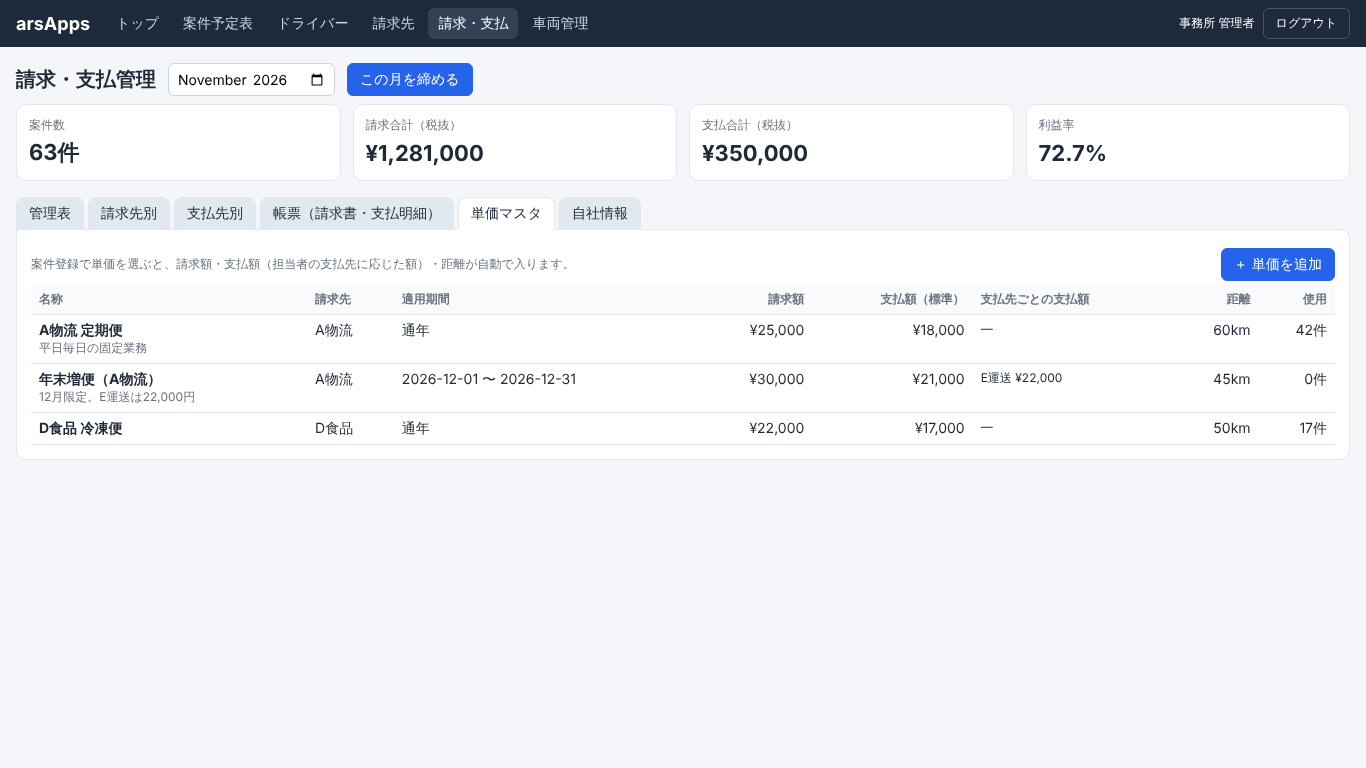 arsApps トップ 案件予定表 ドライバー 請求先 請求・支払 車両管理 事務所 管理者 ログアウト
請求・支払管理 November 2026 この月を締める
案件数 請求合計（税抜） 支払合計（税抜） 利益率
63件 ¥1,281,000 ¥350,000 72.7%
管理表 請求先別 支払先別 帳票（請求書・支払明細） 単価マスタ 自社情報
案件登録で単価を選ぶと、請求額・支払額（担当者の支払先に応じた額）・距離が自動で入ります。 ＋ 単価を追加
名称 請求先 適用期間 請求額 支払額（標準） 支払先ごとの支払額 距離 使用
A物流 定期便 A物流 通年 ¥25,000 ¥18,000 — 60km 42件
平日毎日の固定業務
年末増便（A物流） A物流 2026-12-01 〜 2026-12-31 ¥30,000 ¥21,000 E運送 ¥22,000 45km 0件
12月限定。E運送は22,000円
D食品 冷凍便 D食品 通年 ¥22,000 ¥17,000 — 50km 17件